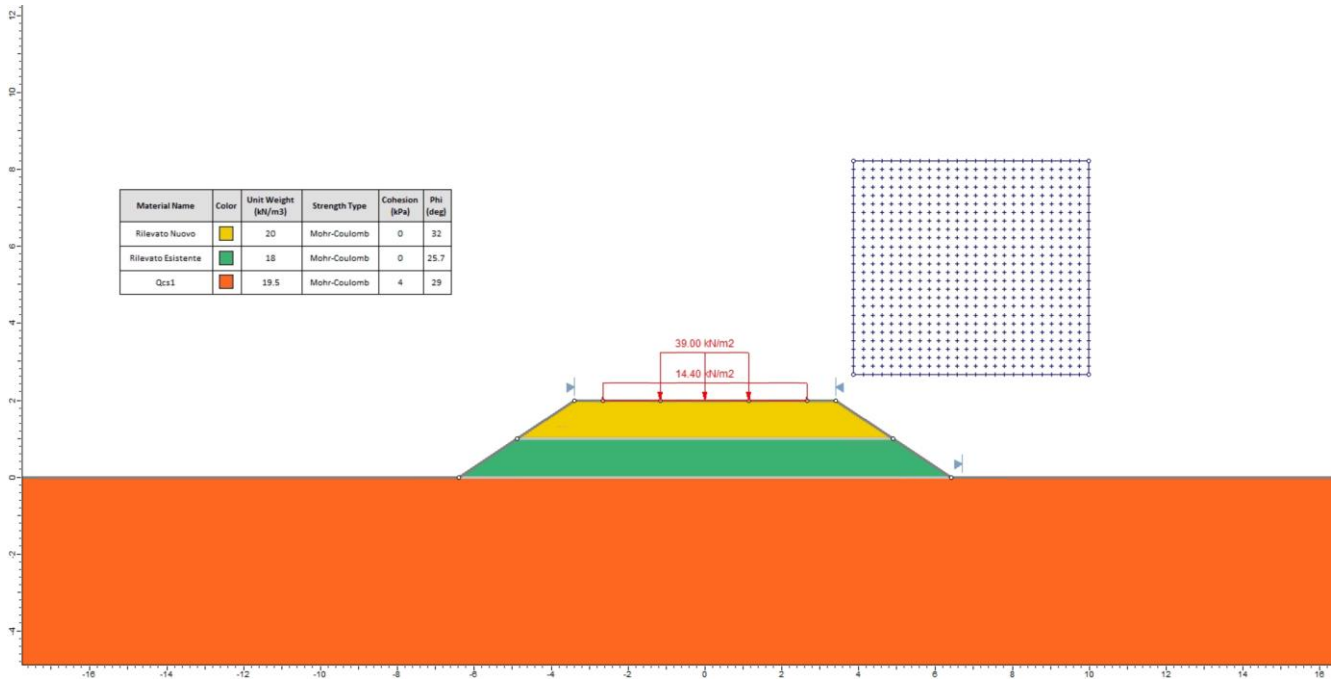 12
10
8
6
4
2
0
-2
-4
Material Name Color Unit Weight (kN/m3) Strength Type Cohesion (kPa) Phi (deg)
Rilevato Nuovo 20 Mohr-Coulomb 0 32
Rilevato Esistente 18 Mohr-Coulomb 0 25.7
Qcs1 19.5 Mohr-Coulomb 4 29
39.00 kN/m2
14.40 kN/m2
-16 -14 -12 -10 -8 -6 -4 -2 0 2 4 6 8 10 12 14 16